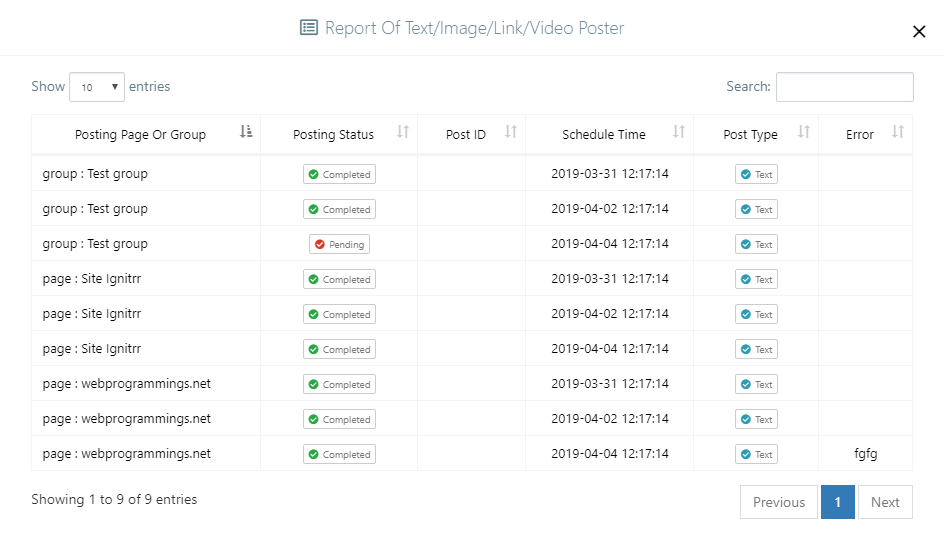 Report Of Text/Image/Link/Video Poster
Show 10 entries Search:
Posting Page Or Group Posting Status Post ID Schedule Time Post Type Error
group : Test group Completed 2019-03-31 12:17:14 Text
group : Test group Completed 2019-04-02 12:17:14 Text
group : Test group Pending 2019-04-04 12:17:14 Text
page : Site Ignitrr Completed 2019-03-31 12:17:14 Text
page : Site Ignitrr Completed 2019-04-02 12:17:14 Text
page : Site Ignitrr Completed 2019-04-04 12:17:14 Text
page : webprogrammings.net Completed 2019-03-31 12:17:14 Text
page : webprogrammings.net Completed 2019-04-02 12:17:14 Text
page : webprogrammings.net Completed 2019-04-04 12:17:14 Text fgfg
Showing 1 to 9 of 9 entries Previous 1 Next